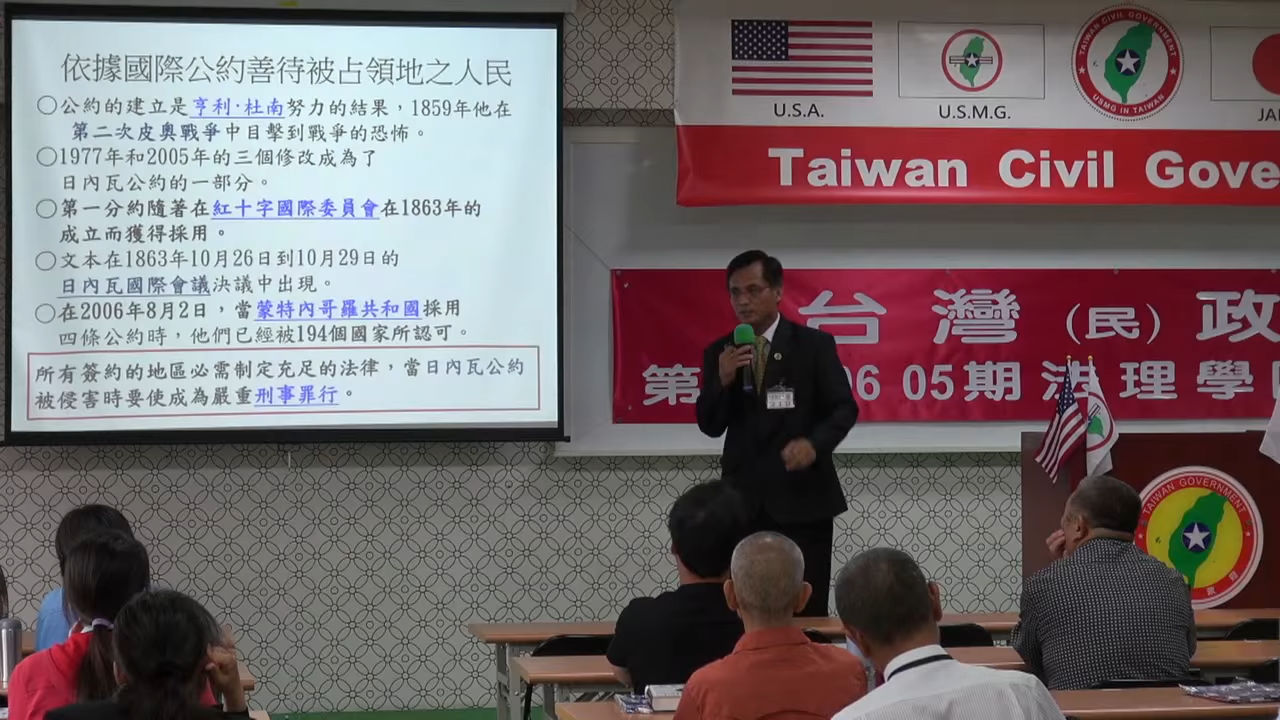 依據國際公約善待被占領地之人民
○公約的建立是亨利·杜南努力的結果，1859年他在
第二次皮奧戰爭中目擊到戰爭的恐怖。
○1977年和2005年的三個修改成為了
日內瓦公約的一部分。
○第一分約隨著在紅十字國際委員會在1863年的
成立而獲得採用。
○文本在1863年10月26日到10月29日的
日內瓦國際會議決議中出現。
○在2006年8月2日，當蒙特內哥羅共和國採用
四條公約時，他們已經被194個國家所認可。
所有簽約的地區必需制定充足的法律，當日內瓦公約
被侵害時要使成為嚴重刑事罪行。
U.S.A.
U.S.M.G.
TAIWAN CIVIL GOVERNMENT
USMG IN TAIWAN
JA
Taiwan Civil Gove
台灣（民）政
第 06 05期法理學
TAIWAN GOVERNMENT